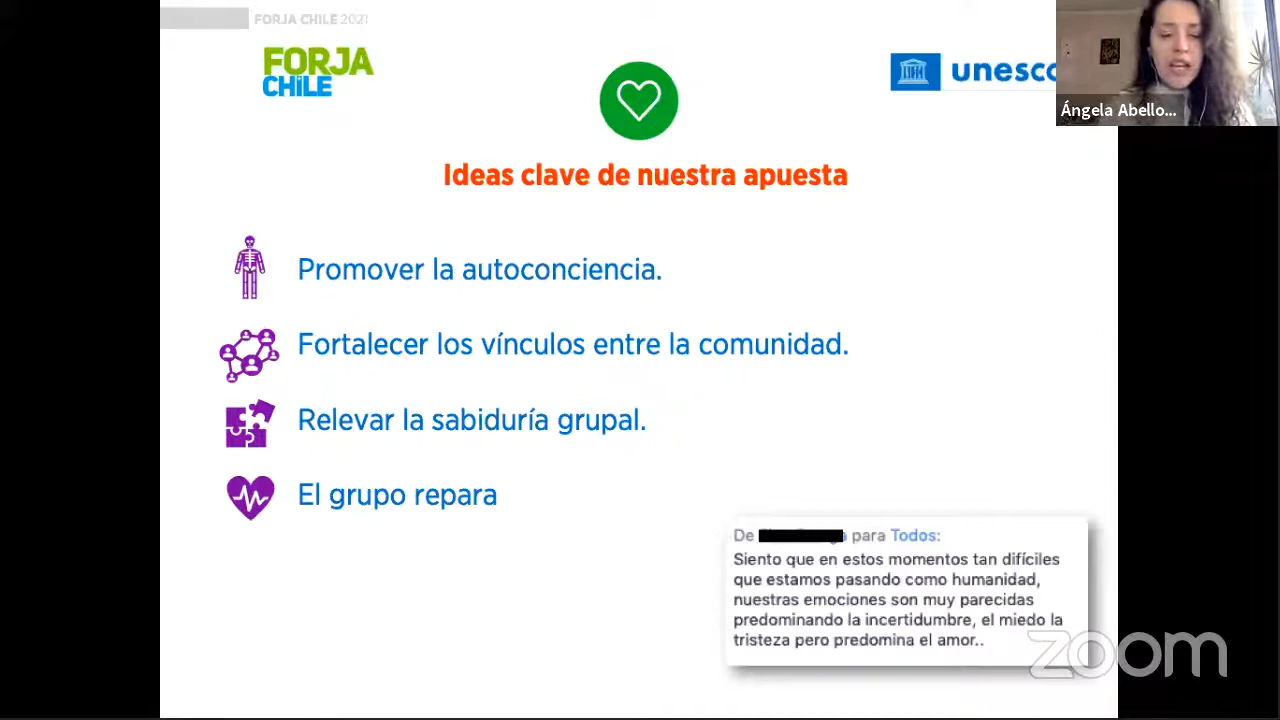 FORJA CHILE 2021
FORJA
CHILE
unesco
Ángela Abello...
Ideas clave de nuestra apuesta
Promover la autoconciencia.
Fortalecer los vínculos entre la comunidad.
Relevar la sabiduría grupal.
El grupo repara
De para Todos:
Siento que en estos momentos tan difíciles
que estamos pasando como humanidad,
nuestras emociones son muy parecidas
predominando la incertidumbre, el miedo la
tristeza pero predomina el amor..
zoom